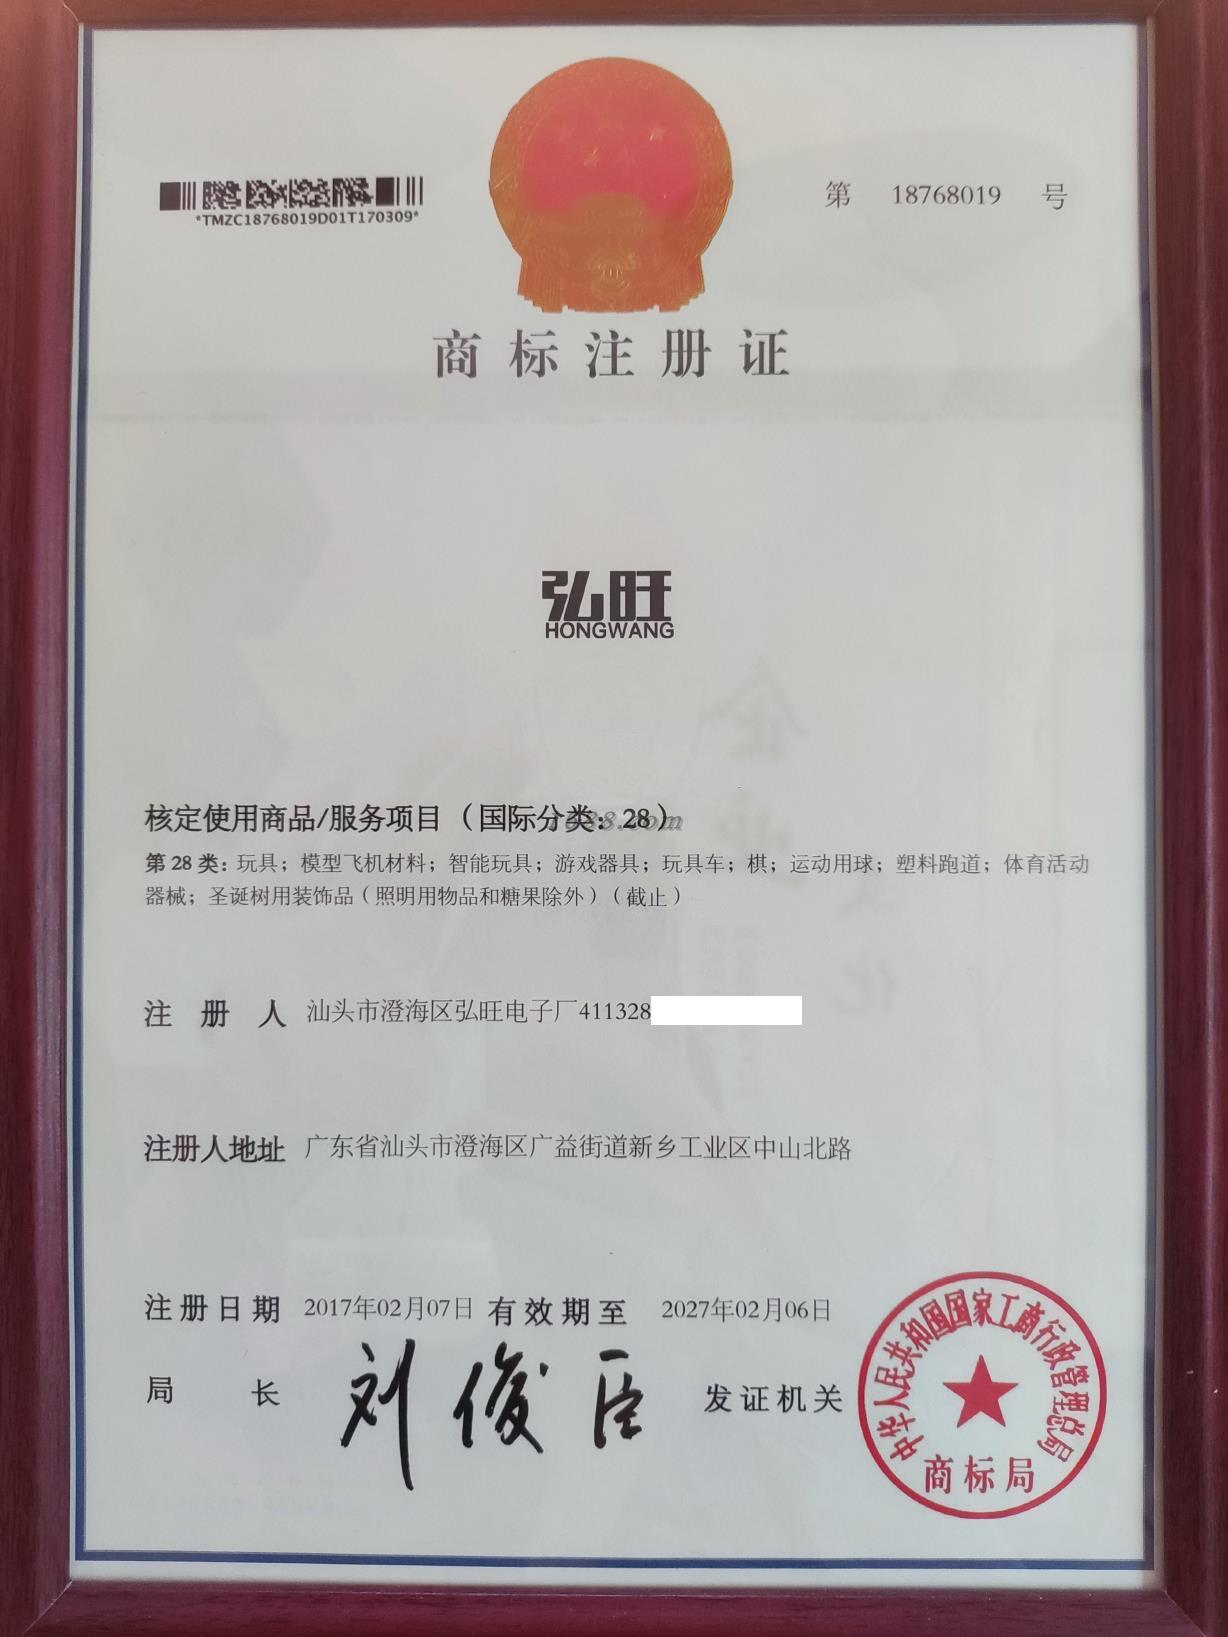 *TMZC18768019D01T170309*
第 18768019 号
商标注册证
弘旺
HONGWANG
核定使用商品/服务项目（国际分类：28）
第 28 类：玩具；模型飞机材料；智能玩具；游戏器具；玩具车；棋；运动用球；塑料跑道；体育活动
器械；圣诞树用装饰品（照明用物品和糖果除外）（截止）
注册人 汕头市澄海区弘旺电子厂411328
注册人地址 广东省汕头市澄海区广益街道新乡工业区中山北路
注册日期 2017年02月07日 有效期至 2027年02月06日
局长 刘俊臣 发证机关
中华人民共和国国家工商行政管理总局
商标局
企业文化